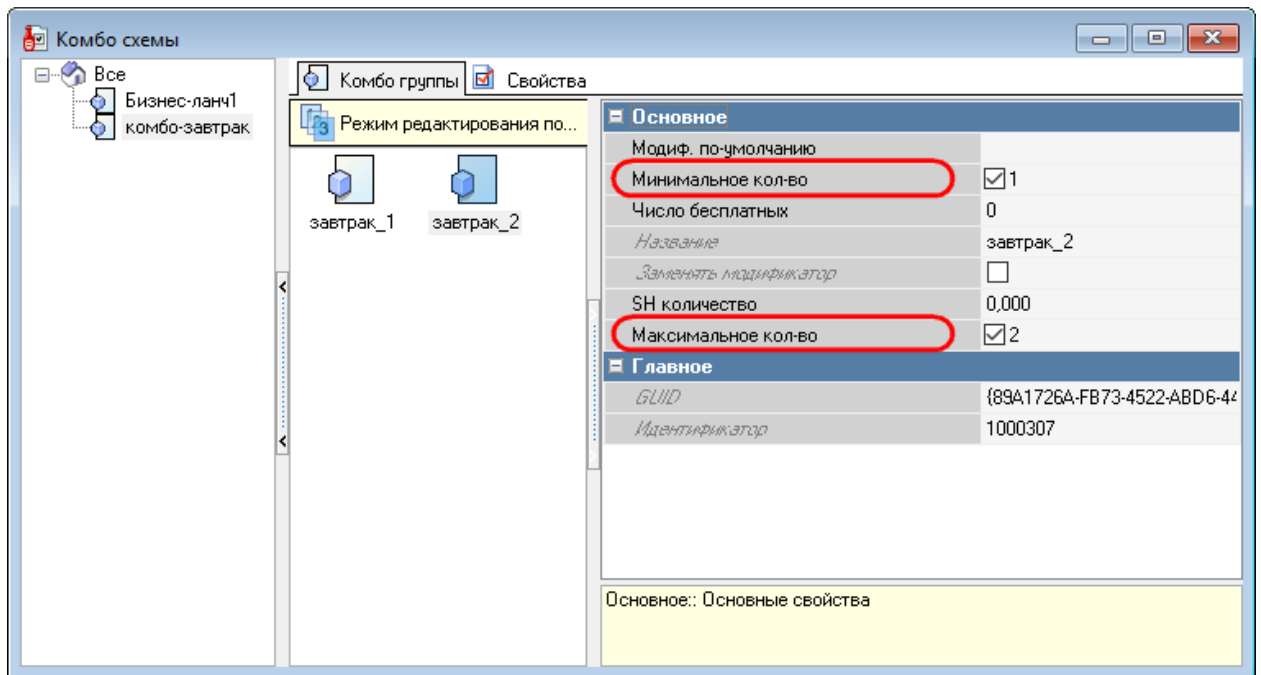 Комбо схемы
Все
Бизнес-ланч1
комбо-завтрак
Комбо группы
Свойства
3 Режим редактирования по...
завтрак_1
завтрак_2
Основное
Модиф. по-умолчанию
Минимальное кол-во 1
Число бесплатных 0
Название завтрак_2
Заменять модификатор
SH количество 0,000
Максимальное кол-во 2
Главное
GUID {89A1726A-FB73-4522-ABD6-44
Идентификатор 1000307
Основное:: Основные свойства